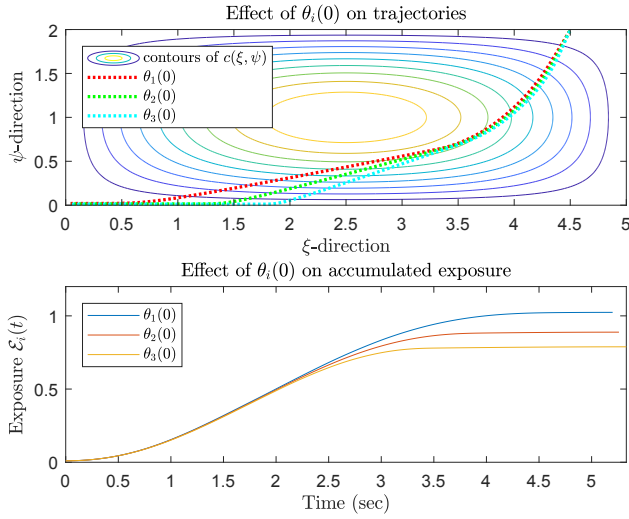 Effect of θᵢ(0) on trajectories
2
1.5
1
0.5
0
ψ-direction
contours of c(ξ, ψ)
θ₁(0)
θ₂(0)
θ₃(0)
0 0.5 1 1.5 2 2.5 3 3.5 4 4.5 5
ξ-direction
Effect of θᵢ(0) on accumulated exposure
1
0.5
0
Exposure ℰᵢ(t)
θ₁(0)
θ₂(0)
θ₃(0)
0 0.5 1 1.5 2 2.5 3 3.5 4 4.5 5
Time (sec)